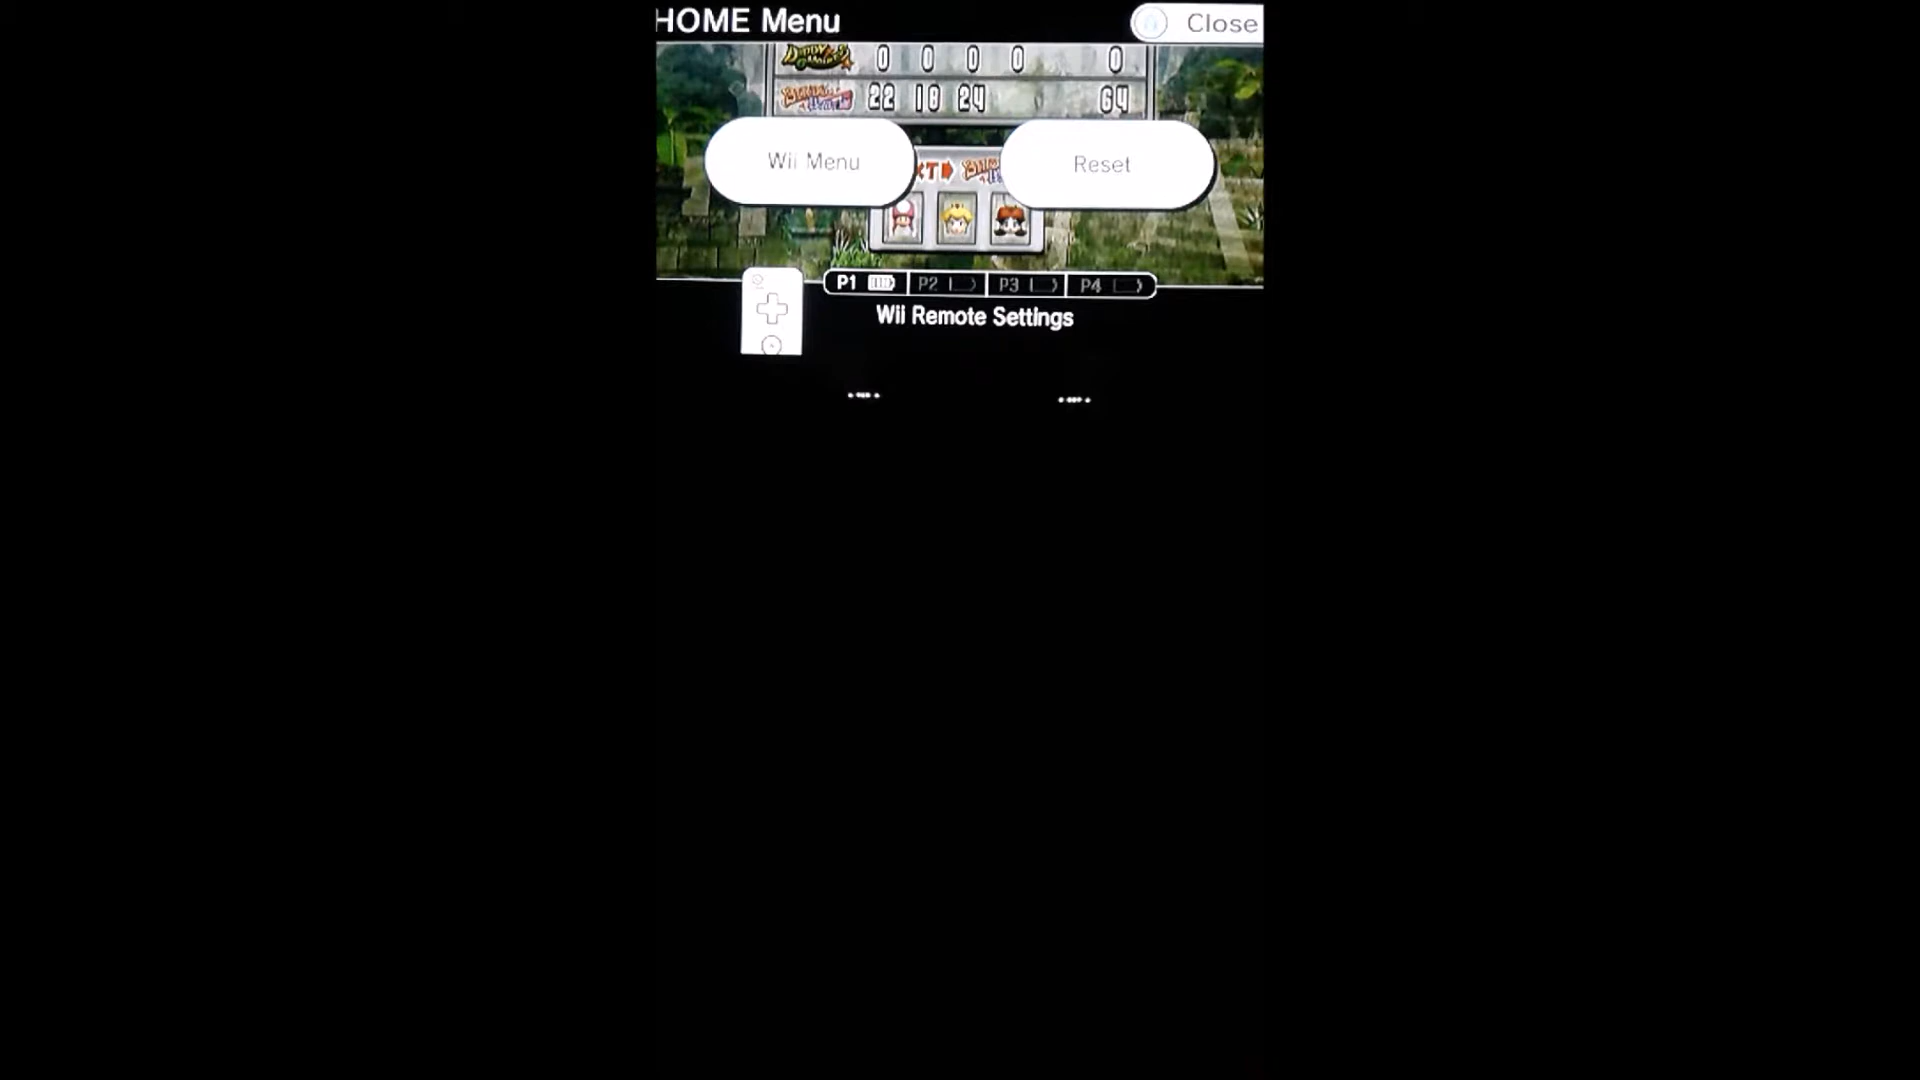 HOME Menu
Close
0 0 0 0 0
22 18 24 64
Wii Menu
Reset
P1 P2 P3 P4
Wii Remote Settings